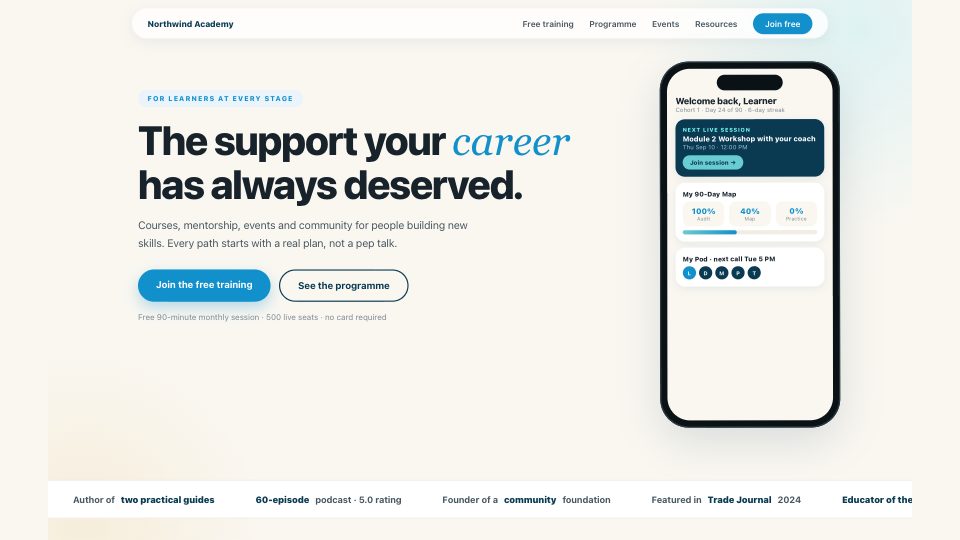 Northwind Academy
Free training Programme Events Resources Join free
FOR LEARNERS AT EVERY STAGE
The support your career
has always deserved.
Courses, mentorship, events and community for people building new
skills. Every path starts with a real plan, not a pep talk.
Join the free training See the programme
Free 90-minute monthly session · 500 live seats · no card required
Welcome back, Learner
Cohort 1 · Day 24 of 90 · 6-day streak
NEXT LIVE SESSION
Module 2 Workshop with your coach
Thu Sep 10 · 12:00 PM
Join session →
My 90-Day Map
100% 40% 0%
Audit Map Practice
My Pod · next call Tue 5 PM
L D M P T
Author of two practical guides 60-episode podcast · 5.0 rating Founder of a community foundation Featured in Trade Journal 2024 Educator of the